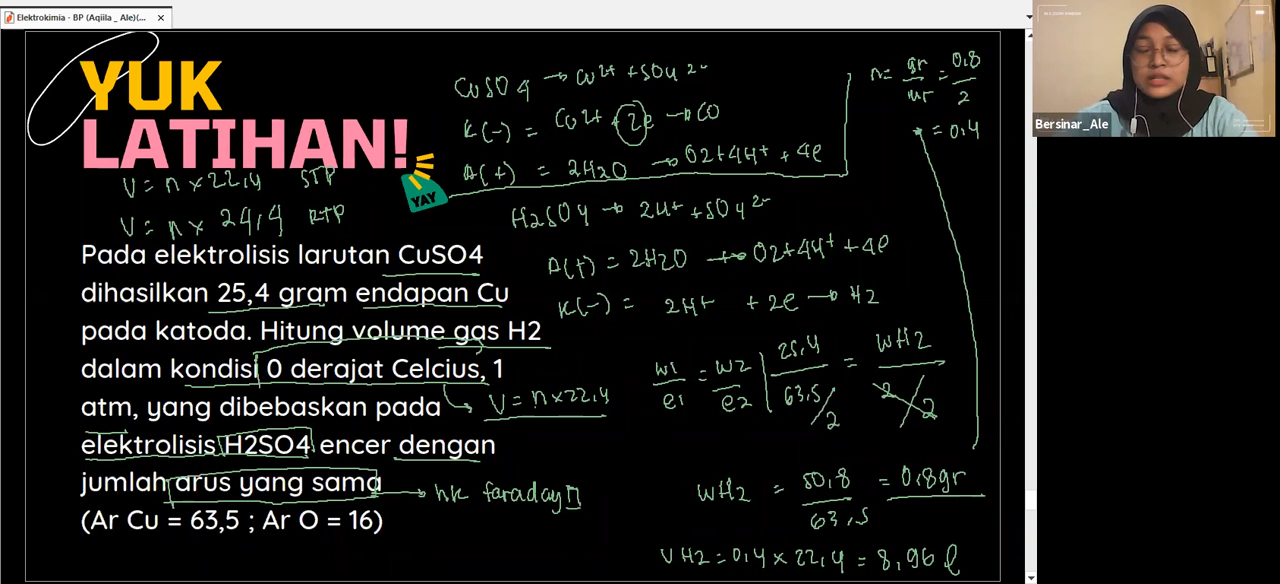 Elektrokimia - BP (Aqiila _ Ale)(...
YUK
LATIHAN!
YAY
V = n x 22,4 STP
V = n x 24,4 RTP
Pada elektrolisis larutan CuSO4
dihasilkan 25,4 gram endapan Cu
pada katoda. Hitung volume gas H2
dalam kondisi 0 derajat Celcius, 1
atm, yang dibebaskan pada
elektrolisis H2SO4 encer dengan
jumlah arus yang sama
(Ar Cu = 63,5 ; Ar O = 16)
V = n x 22,4
hk faraday II
CuSO4 → Cu2+ + SO4 2-
K(-) = Cu2+ + 2e → CO
A(+) = 2H2O → O2 + 4H+ + 4e
H2SO4 → 2H+ + SO4 2-
A(+) = 2H2O → O2 + 4H+ + 4e
K(-) = 2H+ + 2e → H2
w1/e1 = w2/e2 | 25,4 / 63,5/2 = WH2 / 2/2
WH2 = 50,8/63,5 = 0,8 gr
VH2 = 0,4 x 22,4 = 8,96 l
n = gr/mr = 0,8/2
= 0,4
Bersinar_Ale